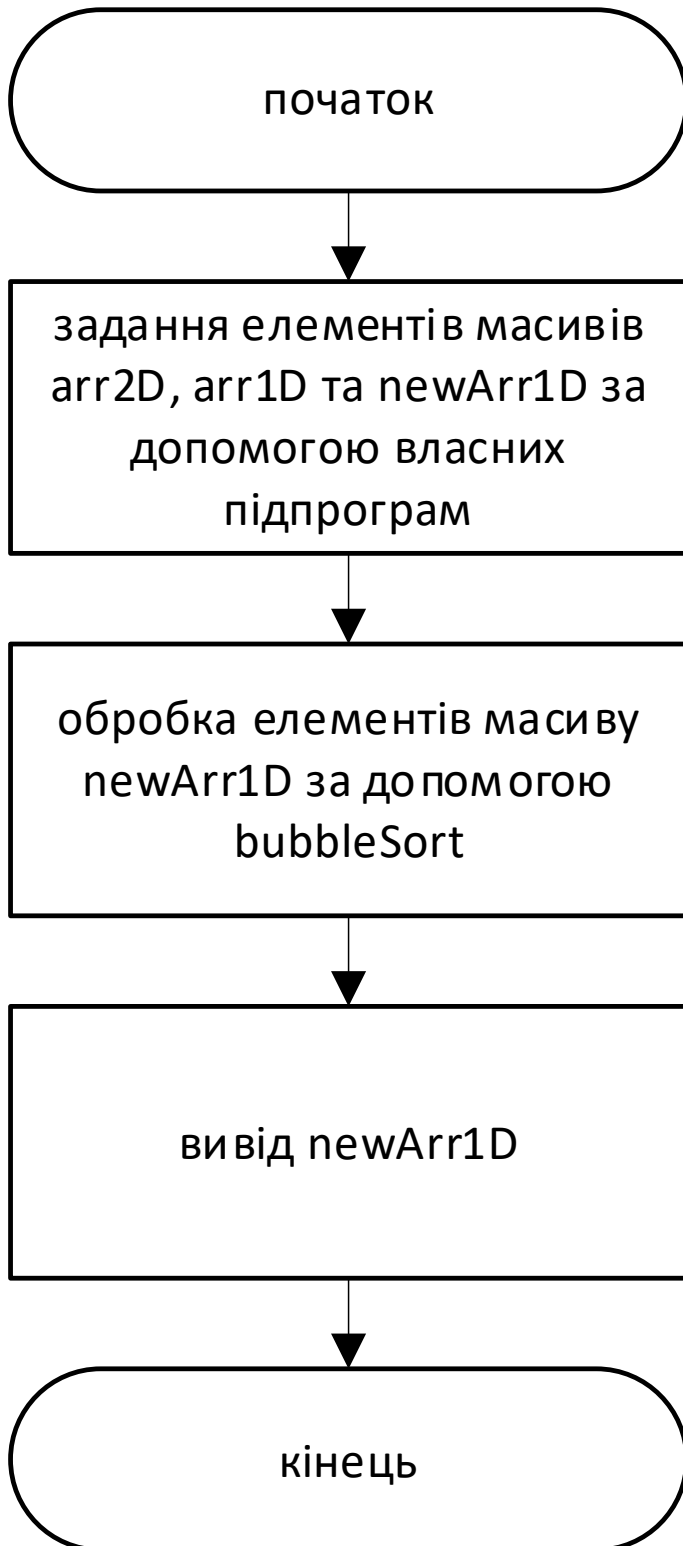 початок
задання елементів масивів
arr2D, arr1D та newArr1D за
допомогою власних
підпрограм
обробка елементів масиву
newArr1D за допомогою
bubbleSort
вивід newArr1D
кінець